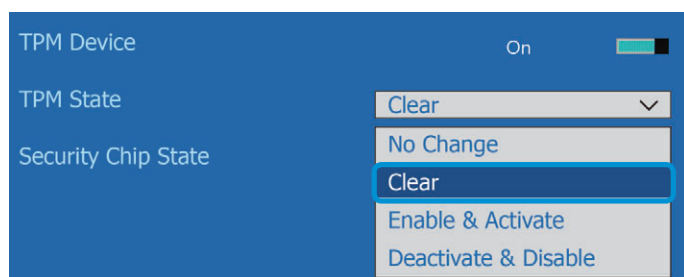 TPM Device On
TPM State Clear
No Change
Security Chip State
Clear
Enable & Activate
Deactivate & Disable